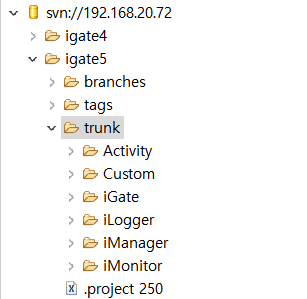 svn://192.168.20.72
igate4
igate5
branches
tags
trunk
Activity
Custom
iGate
iLogger
iManager
iMonitor
.project 250